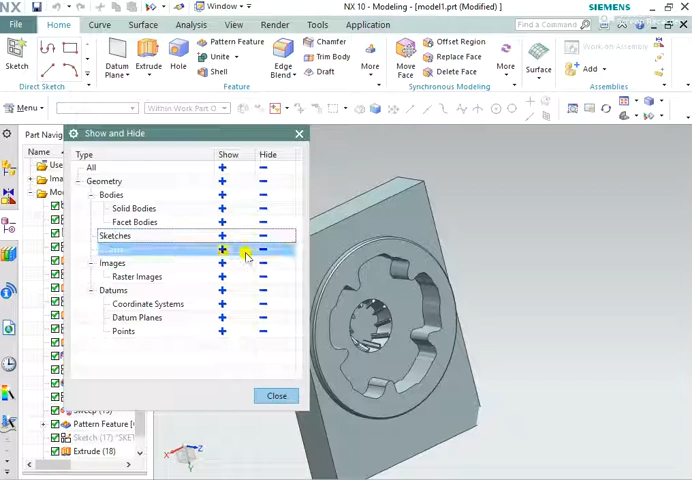 NX
Window
NX 10 - Modeling - [model1.prt (Modified) ]
SIEMENS
File
Home
Curve
Surface
Analysis
View
Render
Tools
Application
Find a Command
Sketch
Direct Sketch
Datum Plane
Extrude
Hole
Pattern Feature
Unite
Shell
Edge Blend
Chamfer
Trim Body
Draft
More
Feature
Move Face
Offset Region
Replace Face
Delete Face
More
Synchronous Modeling
Surface
Add
Assemblies
Menu
Within Work Part O
Part Navig
Name
Show and Hide
Type
Show
Hide
All
Geometry
Bodies
Solid Bodies
Facet Bodies
Sketches
Images
Raster Images
Datums
Coordinate Systems
Datum Planes
Points
Close
Sweep (15)
Pattern Feature [
Sketch (17) "SKET
Extrude (18)
X
Z
Y